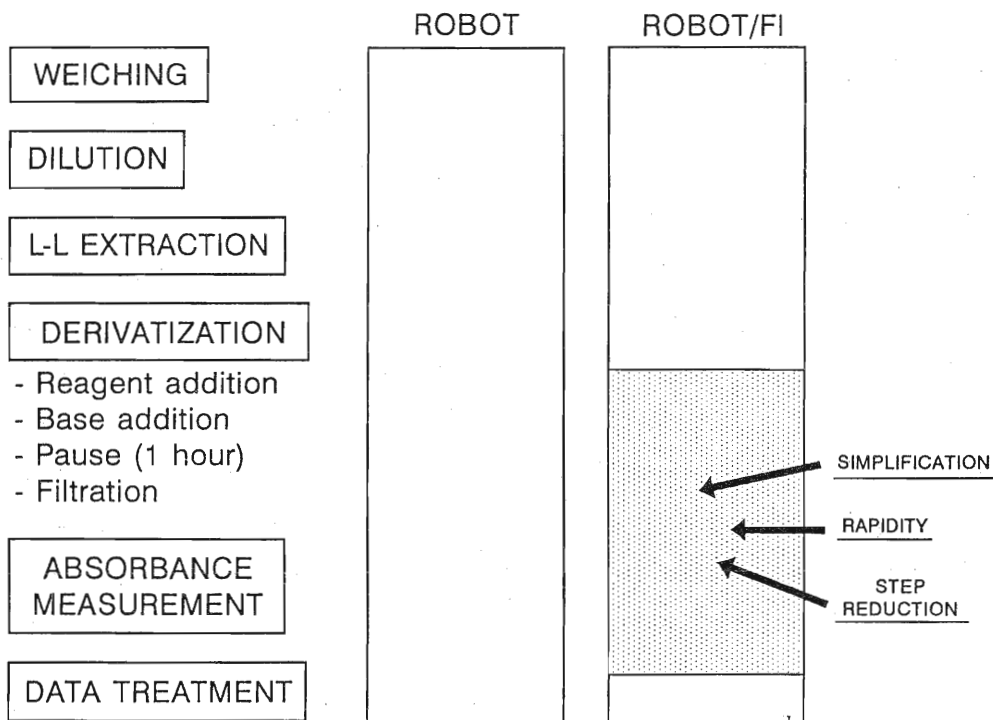 ROBOT
ROBOT/FI
WEICHING
DILUTION
L-L EXTRACTION
DERIVATIZATION
- Reagent addition
- Base addition
- Pause (1 hour)
- Filtration
SIMPLIFICATION
RAPIDITY
STEP
REDUCTION
ABSORBANCE
MEASUREMENT
DATA TREATMENT